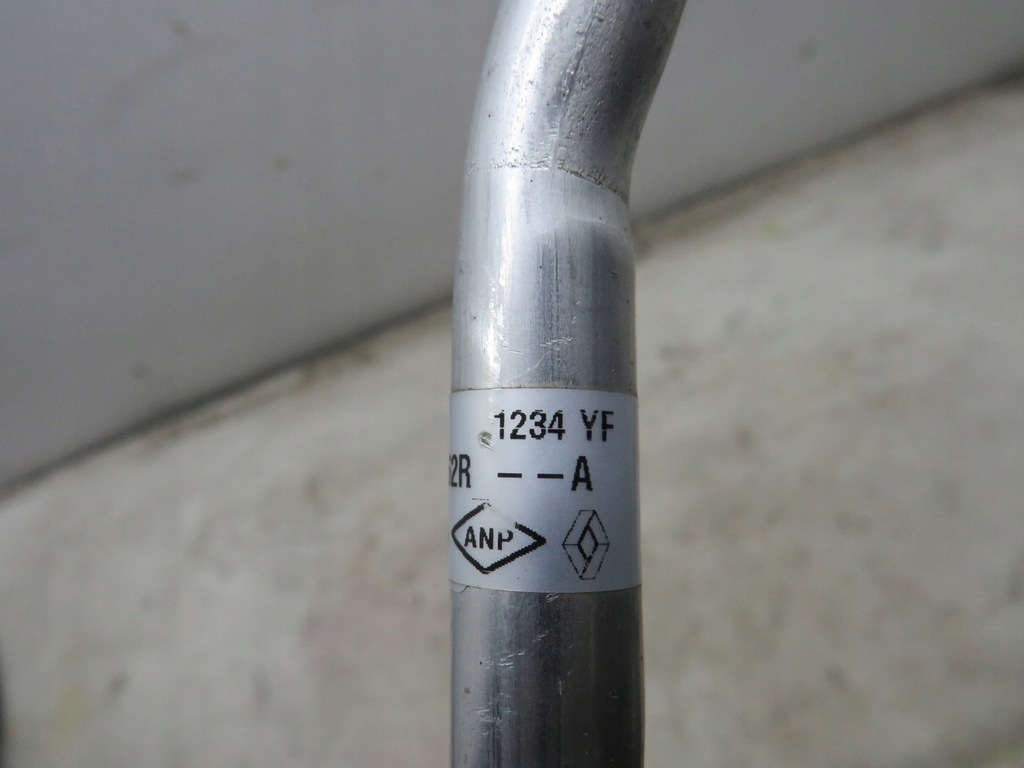 1234 YF
2R --A
ANP